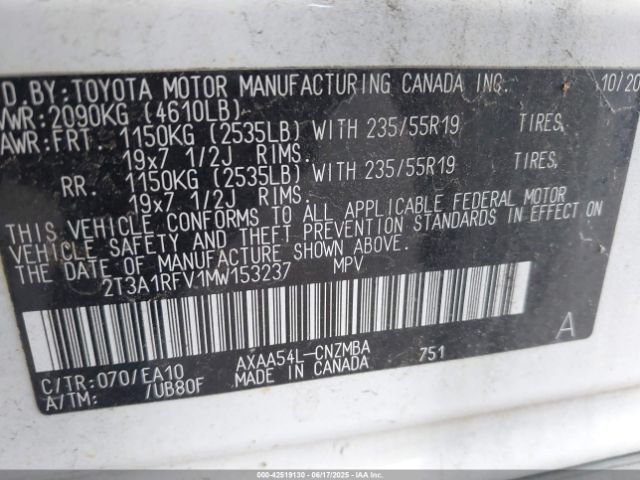 D.BY:TOYOTA MOTOR MANUFACTURING CANADA INC. 10/20
VWR:2090KG (4610LB)
AWR:FRT 1150KG (2535LB) WITH 235/55R19 TIRES,
19x7 1/2J RIMS.
RR. 1150KG (2535LB) WITH 235/55R19 TIRES,
19x7 1/2J RIMS.
THIS VEHICLE CONFORMS TO ALL APPLICABLE FEDERAL MOTOR
VEHICLE SAFETY AND THEFT PREVENTION STANDARDS IN EFFECT ON
THE DATE OF MANUFACTURE SHOWN ABOVE.
2T3A1RFV1MW153237 MPV
A
C/TR:070/EA10 AXAA54L-CNZMBA 751
A/TM: /UB80F MADE IN CANADA
IAA-42519130 - 06/17/2025 - IAAI.COM